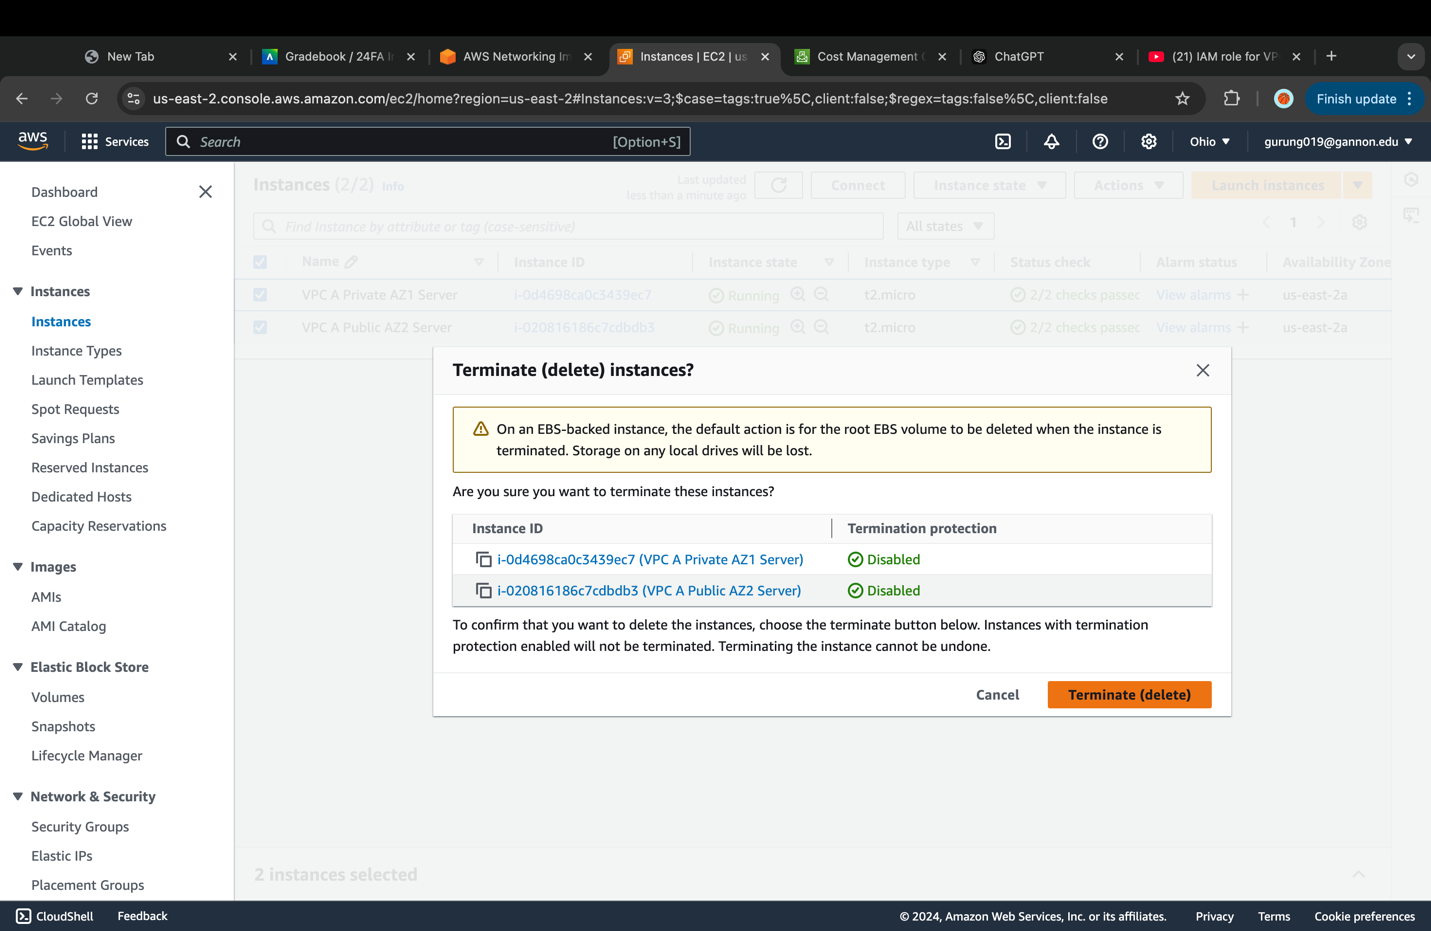 New Tab
Gradebook / 24FA I
AWS Networking Im
Instances | EC2 | us
Cost Management
ChatGPT
(21) IAM role for VP
us-east-2.console.aws.amazon.com/ec2/home?region=us-east-2#Instances:v=3;$case=tags:true%5C,client:false;$regex=tags:false%5C,client:false
Finish update
aws
Services
Search
[Option+S]
Ohio
gurung019@gannon.edu
Dashboard
EC2 Global View
Events
Instances
Instances
Instance Types
Launch Templates
Spot Requests
Savings Plans
Reserved Instances
Dedicated Hosts
Capacity Reservations
Images
AMIs
AMI Catalog
Elastic Block Store
Volumes
Snapshots
Lifecycle Manager
Network & Security
Security Groups
Elastic IPs
Placement Groups
Instances (2/2) Info
Last updated
less than a minute ago
Connect
Instance state
Actions
Launch instances
Find Instance by attribute or tag (case-sensitive)
All states
1
Name Instance ID Instance state Instance type Status check Alarm status Availability Zone
VPC A Private AZ1 Server i-0d4698ca0c3439ec7 Running t2.micro 2/2 checks passed View alarms + us-east-2a
VPC A Public AZ2 Server i-020816186c7cdbdb3 Running t2.micro 2/2 checks passed View alarms + us-east-2a
Terminate (delete) instances?
On an EBS-backed instance, the default action is for the root EBS volume to be deleted when the instance is
terminated. Storage on any local drives will be lost.
Are you sure you want to terminate these instances?
Instance ID Termination protection
i-0d4698ca0c3439ec7 (VPC A Private AZ1 Server) Disabled
i-020816186c7cdbdb3 (VPC A Public AZ2 Server) Disabled
To confirm that you want to delete the instances, choose the terminate button below. Instances with termination
protection enabled will not be terminated. Terminating the instance cannot be undone.
Cancel
Terminate (delete)
2 instances selected
CloudShell
Feedback
© 2024, Amazon Web Services, Inc. or its affiliates.
Privacy
Terms
Cookie preferences